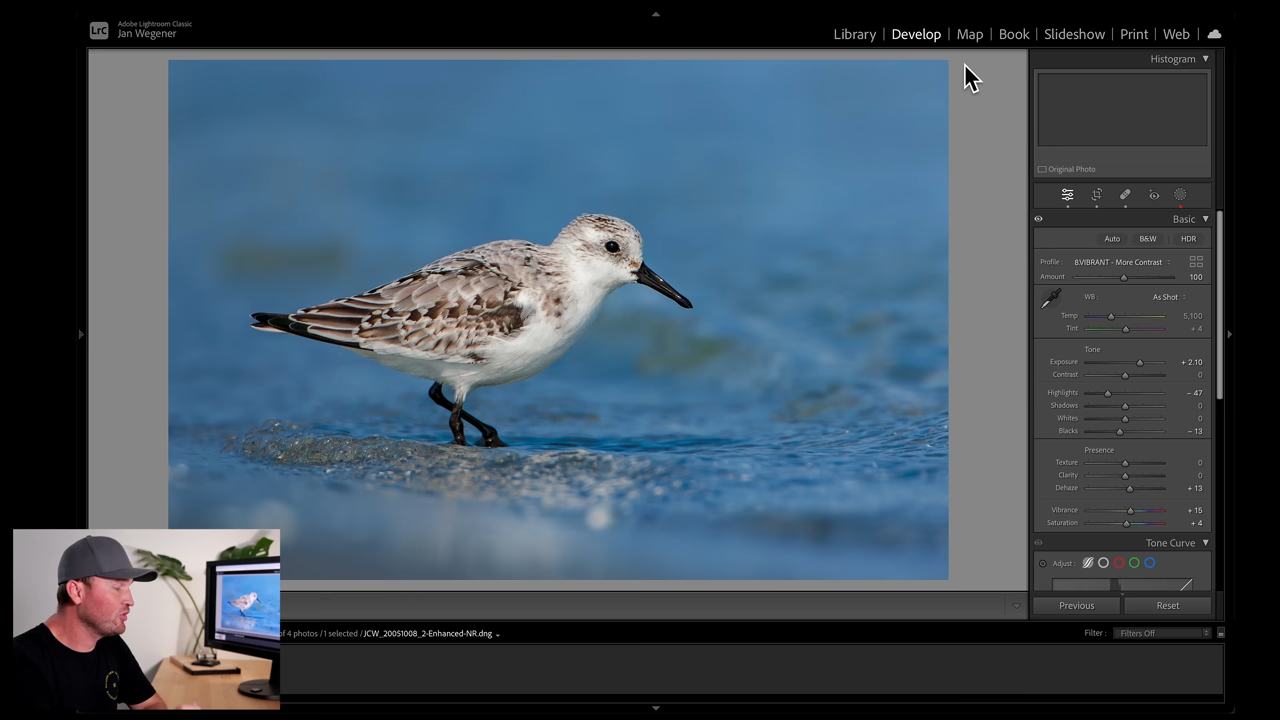 LrC
Adobe Lightroom Classic
Jan Wegener
Library | Develop | Map | Book | Slideshow | Print | Web |
Histogram
Original Photo
Basic
Auto B&W HDR
Profile : 8.VIBRANT - More Contrast
Amount 100
WB : As Shot
Temp 5,100
Tint + 4
Tone
Exposure + 2.10
Contrast 0
Highlights - 47
Shadows 0
Whites 0
Blacks - 13
Presence
Texture 0
Clarity 0
Dehaze + 13
Vibrance + 15
Saturation + 4
Tone Curve
Adjust :
Previous Reset
of 4 photos / 1 selected / JCW_20051008_2-Enhanced-NR.dng
Filter : Filters Off